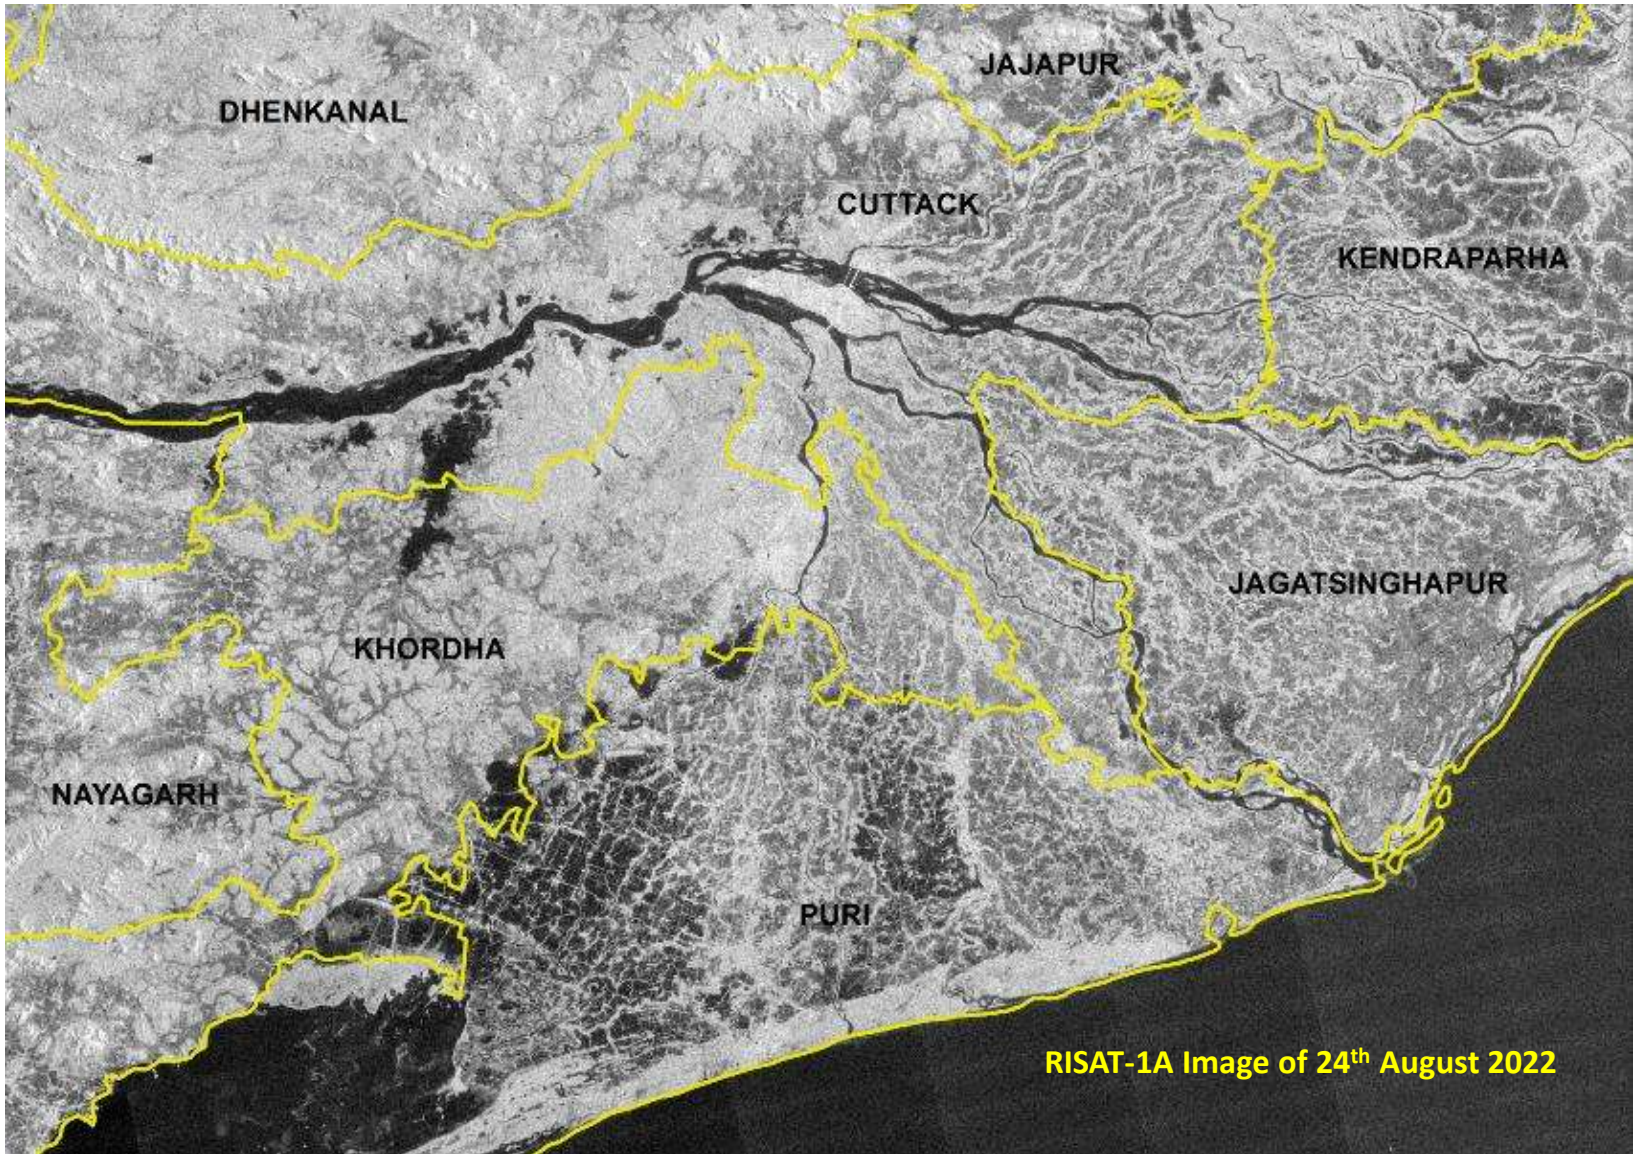 JAJAPUR
DHENKANAL
CUTTACK
KENDRAPARHA
JAGATSINGHAPUR
KHORDHA
NAYAGARH
PURI
RISAT-1A Image of 24th August 2022